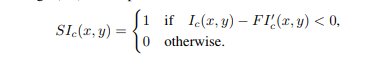 SI_c(x, y) = { 1 if I_c(x, y) − FI′_c(x, y) < 0,
0 otherwise.